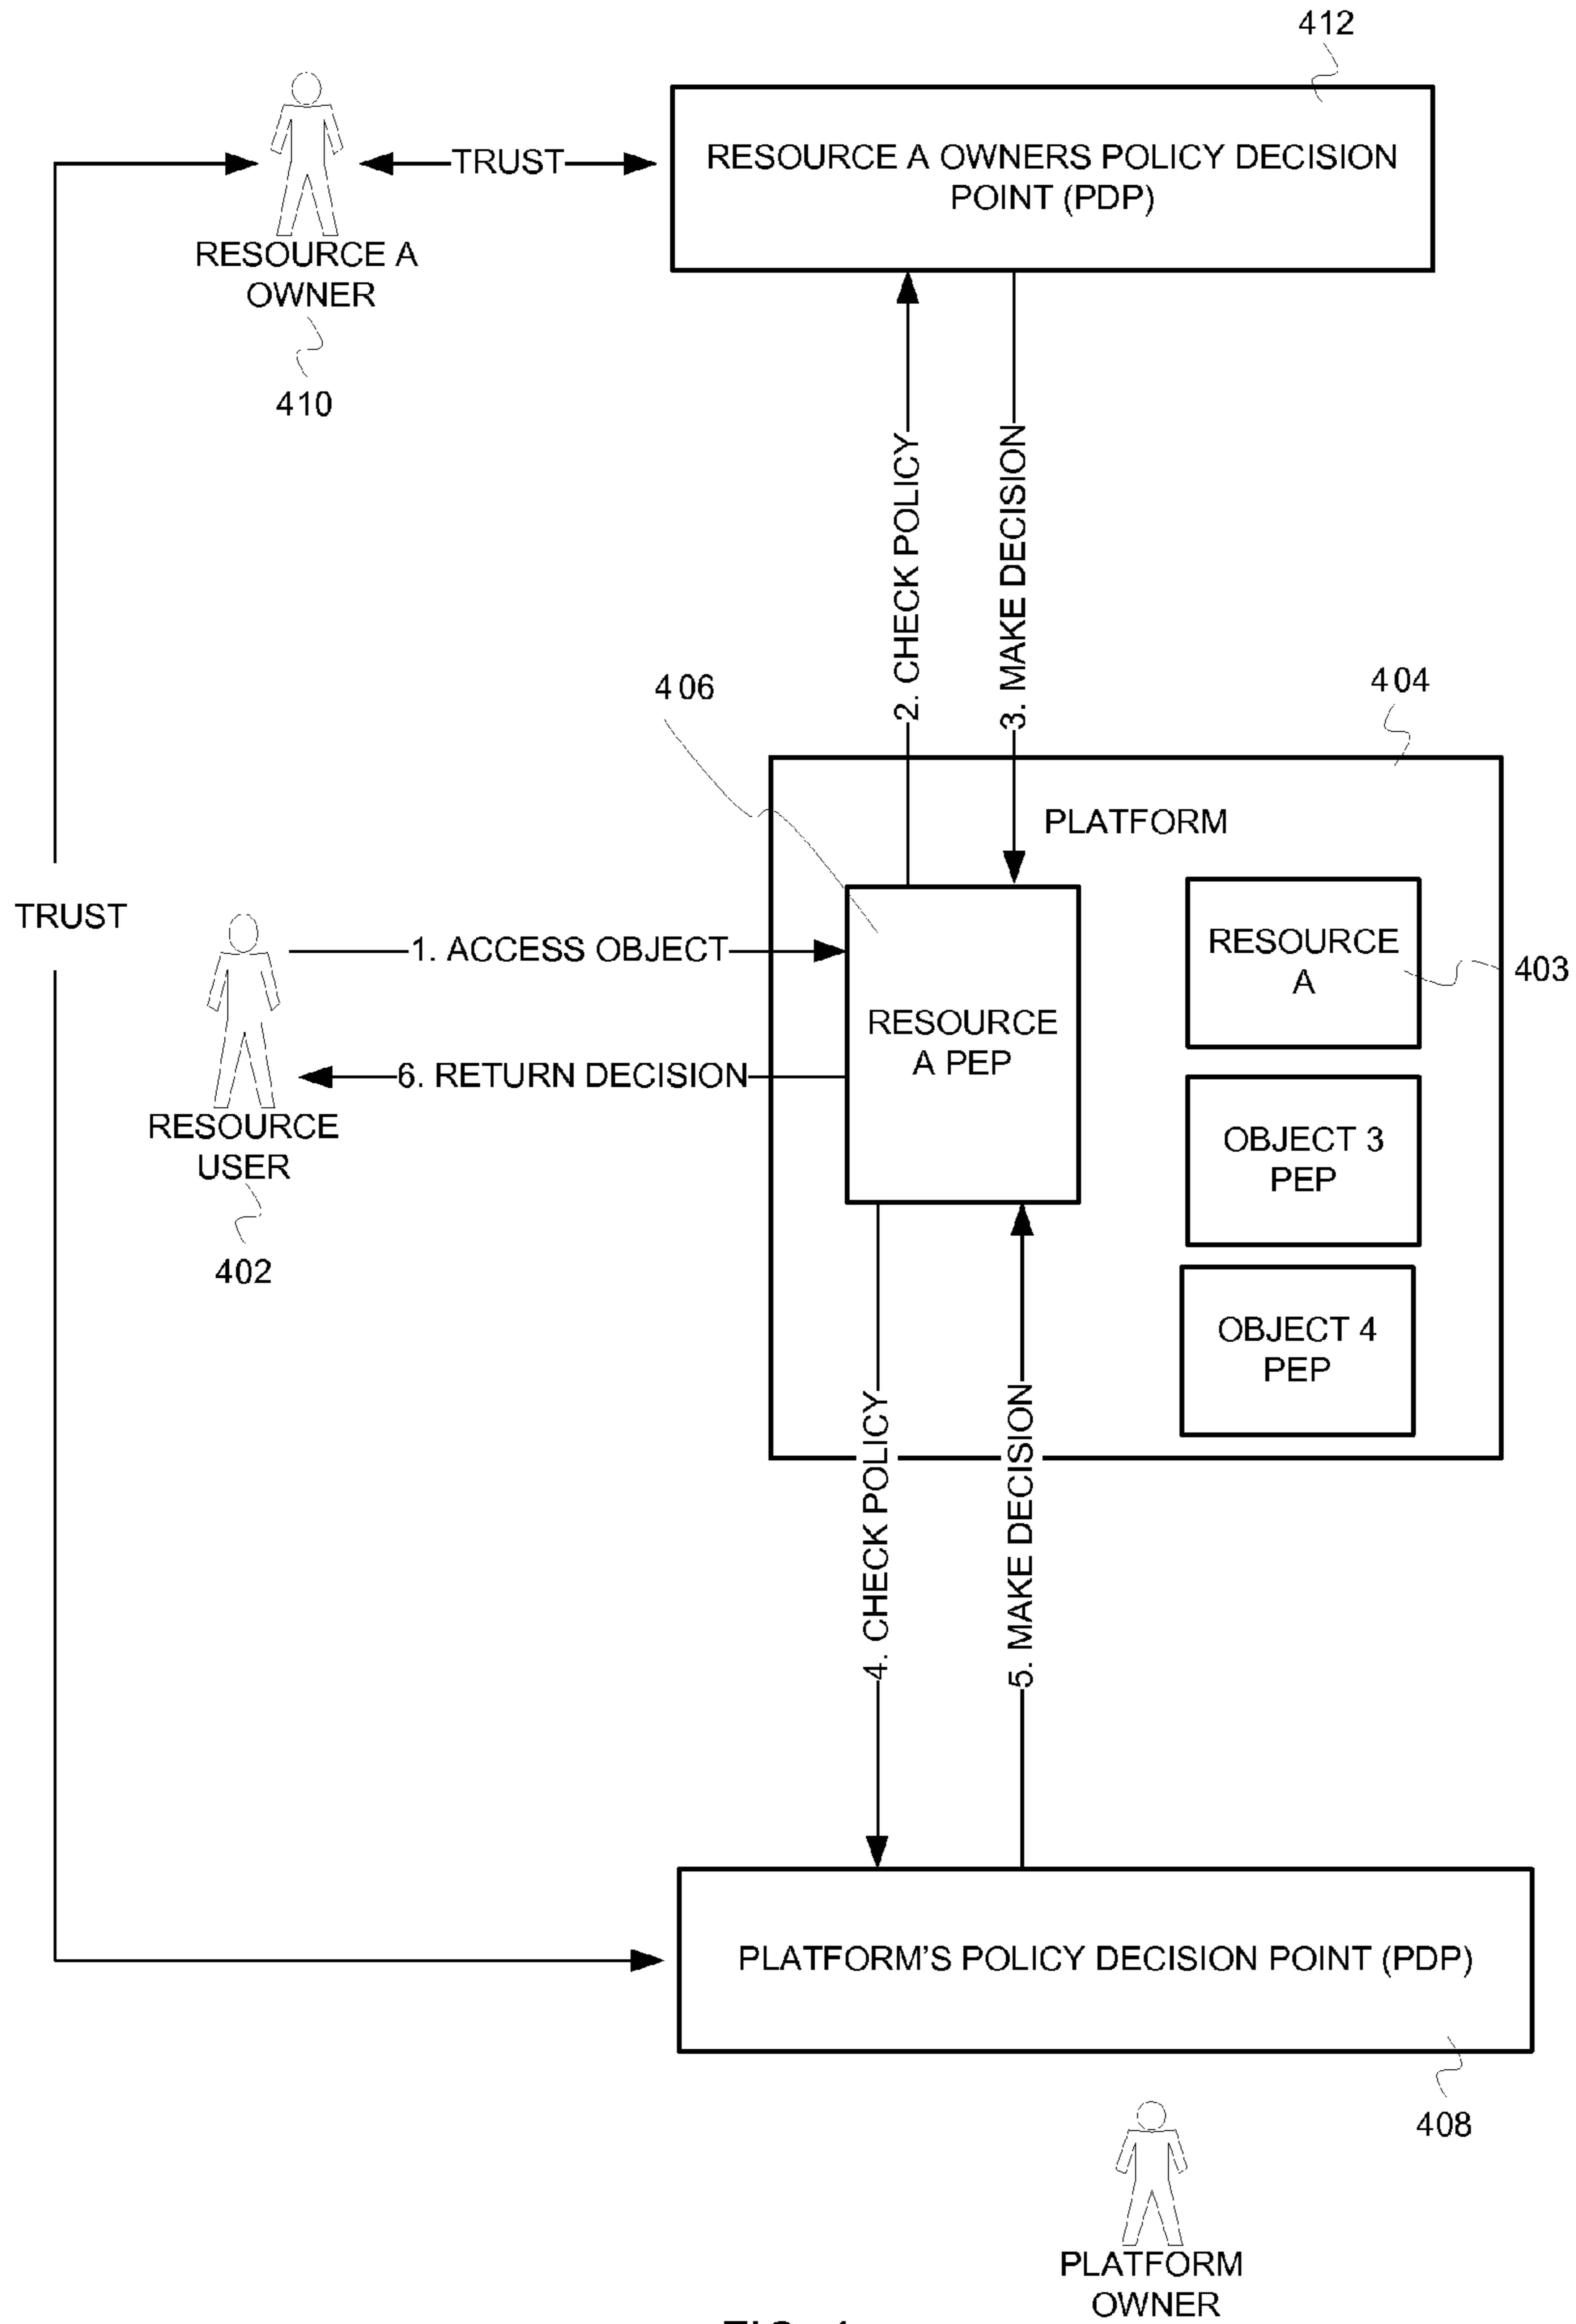 412
RESOURCE A OWNERS POLICY DECISION
POINT (PDP)
TRUST
RESOURCE A
OWNER
410
2. CHECK POLICY
3. MAKE DECISION
406
404
PLATFORM
TRUST
1. ACCESS OBJECT
RESOURCE
A
403
RESOURCE
A PEP
6. RETURN DECISION
RESOURCE
USER
402
OBJECT 3
PEP
OBJECT 4
PEP
4. CHECK POLICY
5. MAKE DECISION
PLATFORM'S POLICY DECISION POINT (PDP)
408
PLATFORM
OWNER